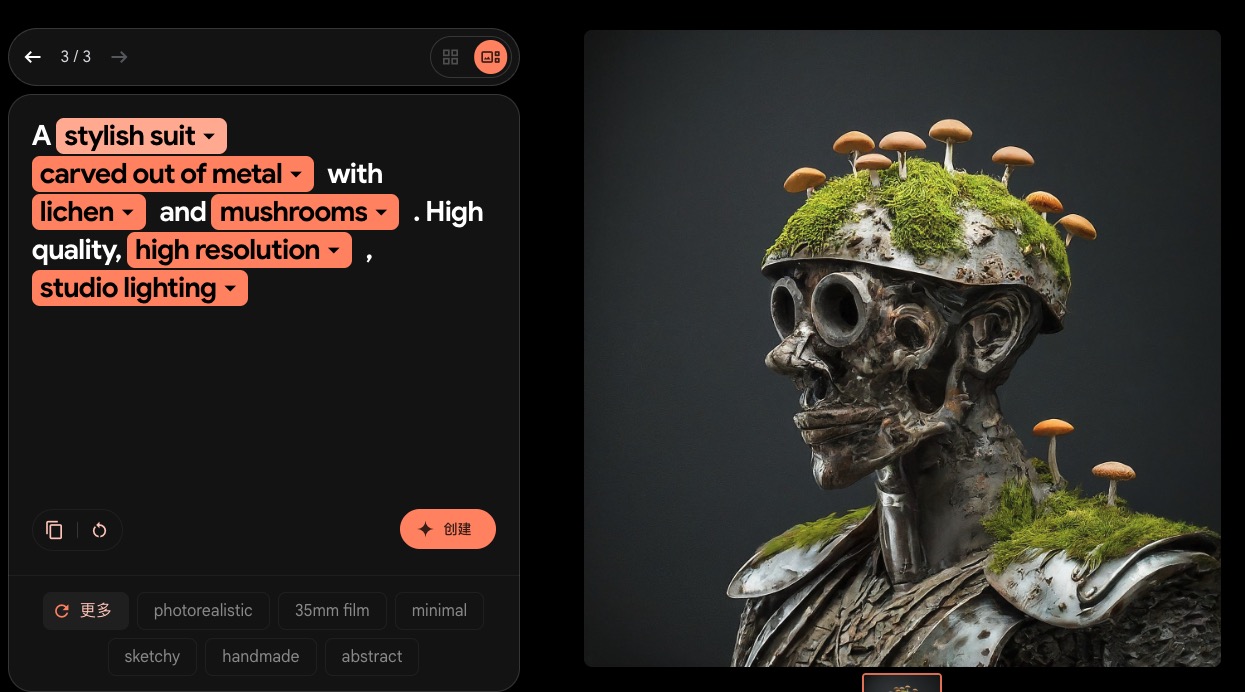 3 / 3
A stylish suit
carved out of metal with
lichen and mushrooms . High
quality, high resolution ,
studio lighting
创建
更多 photorealistic 35mm film minimal
sketchy handmade abstract